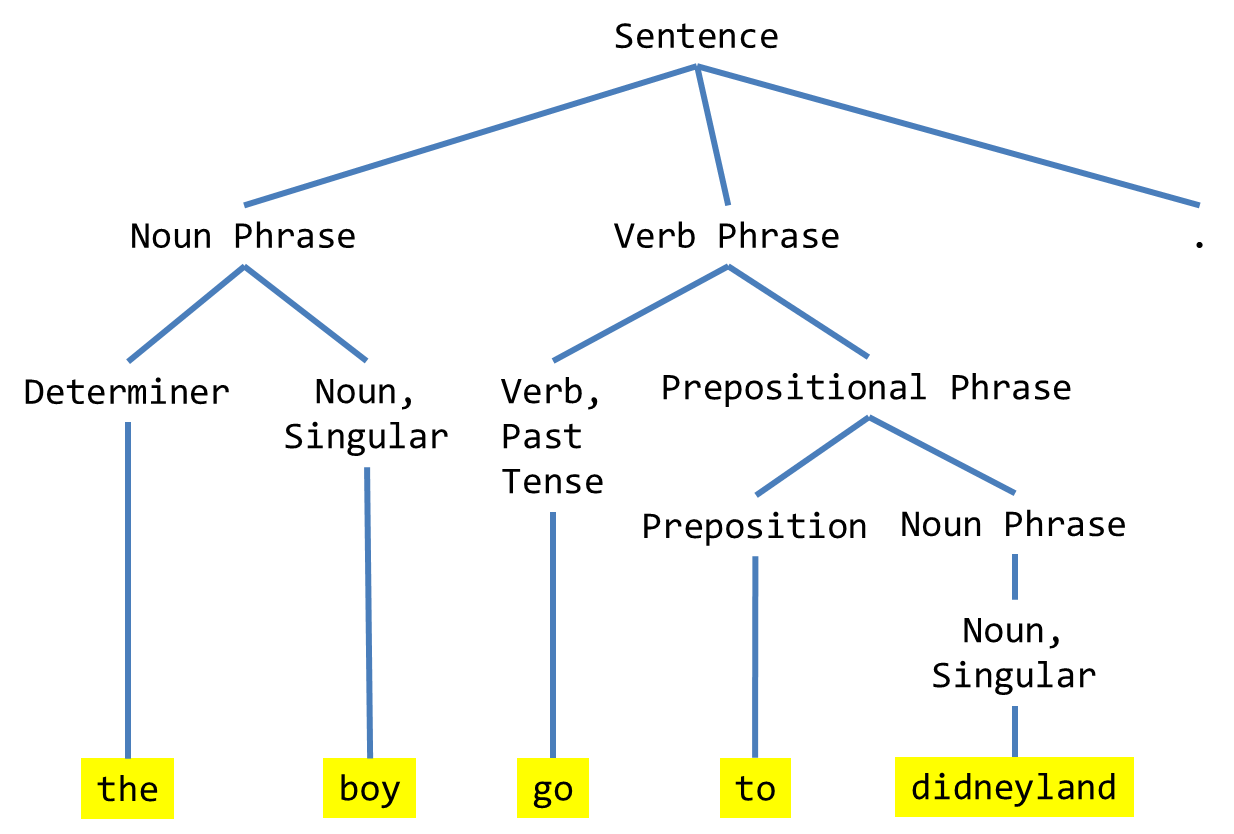 Sentence
Noun Phrase
Verb Phrase
.
Determiner
Noun,
Singular
Verb,
Past
Tense
Prepositional Phrase
Preposition
Noun Phrase
Noun,
Singular
the
boy
go
to
didneyland